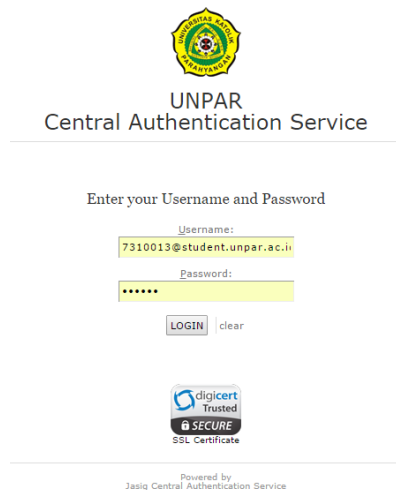 UNIVERSITAS KATOLIK
PARAHYANGAN
UNPAR
Central Authentication Service
Enter your Username and Password
Username:
7310013@student.unpar.ac.i
Password:
••••••
LOGIN clear
digicert
Trusted
SECURE
SSL Certificate
Powered by
Jasig Central Authentication Service